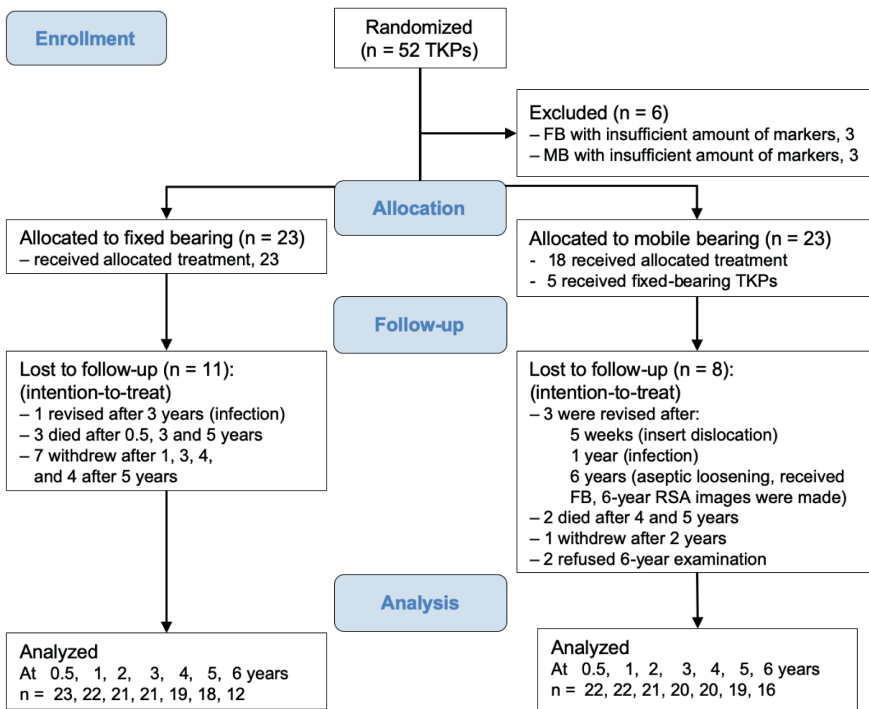 Enrollment
Randomized
(n = 52 TKPs)
Excluded (n = 6)
– FB with insufficient amount of markers, 3
– MB with insufficient amount of markers, 3
Allocation
Allocated to fixed bearing (n = 23)
– received allocated treatment, 23
Allocated to mobile bearing (n = 23)
- 18 received allocated treatment
- 5 received fixed-bearing TKPs
Follow-up
Lost to follow-up (n = 11):
(intention-to-treat)
– 1 revised after 3 years (infection)
– 3 died after 0.5, 3 and 5 years
– 7 withdrew after 1, 3, 4,
and 4 after 5 years
Lost to follow-up (n = 8):
(intention-to-treat)
– 3 were revised after:
5 weeks (insert dislocation)
1 year (infection)
6 years (aseptic loosening, received
FB, 6-year RSA images were made)
– 2 died after 4 and 5 years
– 1 withdrew after 2 years
– 2 refused 6-year examination
Analysis
Analyzed
At 0.5, 1, 2, 3, 4, 5, 6 years
n = 23, 22, 21, 21, 19, 18, 12
Analyzed
At 0.5, 1, 2, 3, 4, 5, 6 years
n = 22, 22, 21, 20, 20, 19, 16